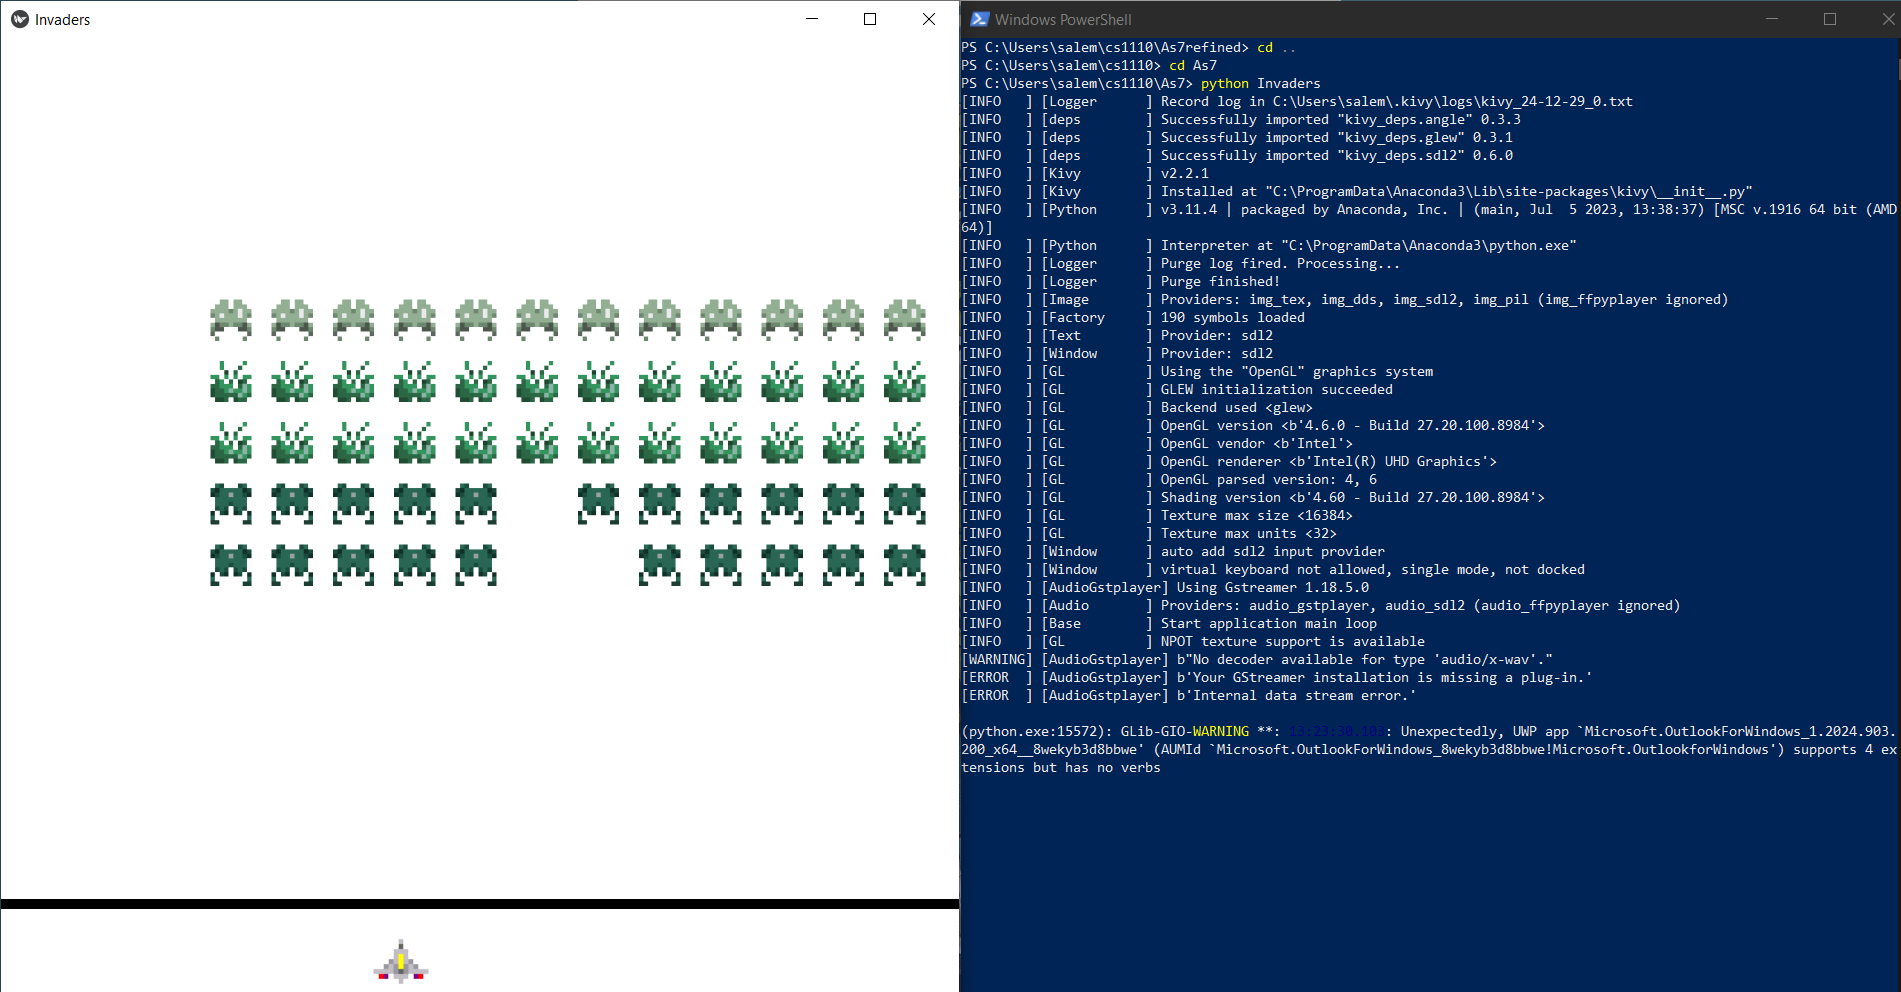 Invaders
Windows PowerShell
PS C:\Users\salem\cs1110\As7refined> cd ..
PS C:\Users\salem\cs1110> cd As7
PS C:\Users\salem\cs1110\As7> python Invaders
[INFO   ] [Logger      ] Record log in C:\Users\salem\.kivy\logs\kivy_24-12-29_0.txt
[INFO   ] [deps        ] Successfully imported "kivy_deps.angle" 0.3.3
[INFO   ] [deps        ] Successfully imported "kivy_deps.glew" 0.3.1
[INFO   ] [deps        ] Successfully imported "kivy_deps.sdl2" 0.6.0
[INFO   ] [Kivy        ] v2.2.1
[INFO   ] [Kivy        ] Installed at "C:\ProgramData\Anaconda3\Lib\site-packages\kivy\__init__.py"
[INFO   ] [Python      ] v3.11.4 | packaged by Anaconda, Inc. | (main, Jul  5 2023, 13:38:37) [MSC v.1916 64 bit (AMD
64)]
[INFO   ] [Python      ] Interpreter at "C:\ProgramData\Anaconda3\python.exe"
[INFO   ] [Logger      ] Purge log fired. Processing...
[INFO   ] [Logger      ] Purge finished!
[INFO   ] [Image       ] Providers: img_tex, img_dds, img_sdl2, img_pil (img_ffpyplayer ignored)
[INFO   ] [Factory     ] 190 symbols loaded
[INFO   ] [Text        ] Provider: sdl2
[INFO   ] [Window      ] Provider: sdl2
[INFO   ] [GL          ] Using the "OpenGL" graphics system
[INFO   ] [GL          ] GLEW initialization succeeded
[INFO   ] [GL          ] Backend used <glew>
[INFO   ] [GL          ] OpenGL version <b'4.6.0 - Build 27.20.100.8984'>
[INFO   ] [GL          ] OpenGL vendor <b'Intel'>
[INFO   ] [GL          ] OpenGL renderer <b'Intel(R) UHD Graphics'>
[INFO   ] [GL          ] OpenGL parsed version: 4, 6
[INFO   ] [GL          ] Shading version <b'4.60 - Build 27.20.100.8984'>
[INFO   ] [GL          ] Texture max size <16384>
[INFO   ] [GL          ] Texture max units <32>
[INFO   ] [Window      ] auto add sdl2 input provider
[INFO   ] [Window      ] virtual keyboard not allowed, single mode, not docked
[INFO   ] [AudioGstplayer] Using Gstreamer 1.18.5.0
[INFO   ] [Audio       ] Providers: audio_gstplayer, audio_sdl2 (audio_ffpyplayer ignored)
[INFO   ] [Base        ] Start application main loop
[INFO   ] [GL          ] NPOT texture support is available
[WARNING] [AudioGstplayer] b"No decoder available for type 'audio/x-wav'."
[ERROR  ] [AudioGstplayer] b'Your GStreamer installation is missing a plug-in.'
[ERROR  ] [AudioGstplayer] b'Internal data stream error.'
(python.exe:15572): GLib-GIO-WARNING **: 13:23:30.103: Unexpectedly, UWP app `Microsoft.OutlookForWindows_1.2024.903.
200_x64__8wekyb3d8bbwe' (AUMId `Microsoft.OutlookForWindows_8wekyb3d8bbwe!Microsoft.OutlookforWindows') supports 4 ex
tensions but has no verbs